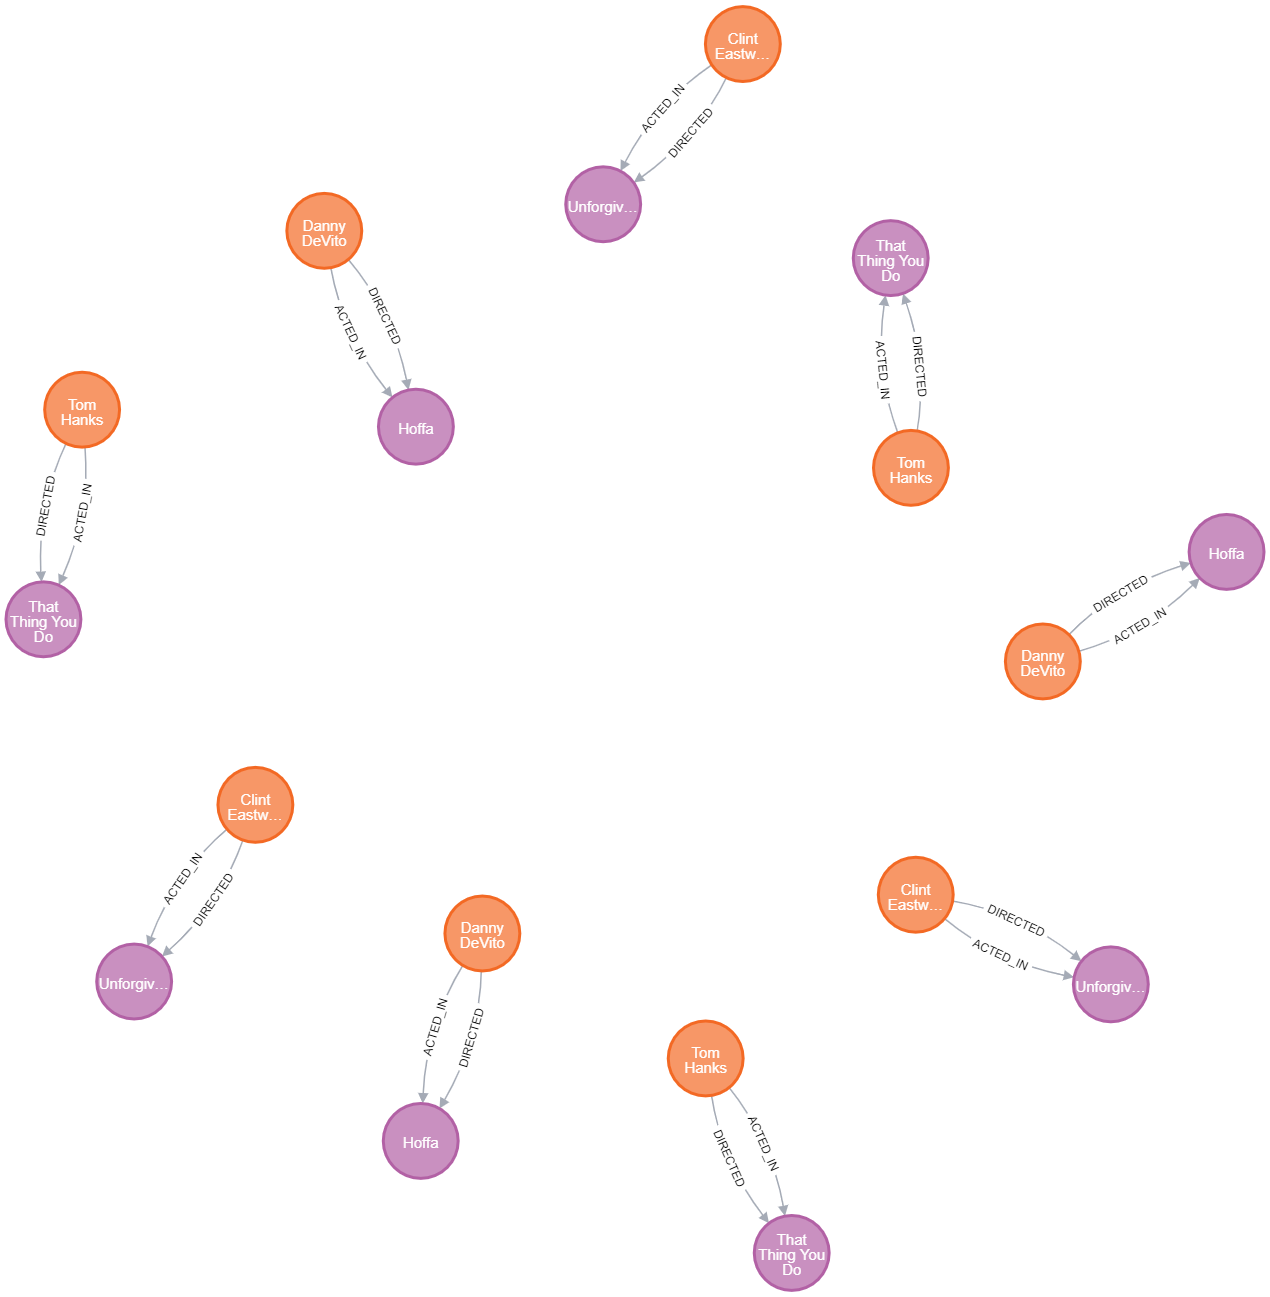 Clint
Eastw...
ACTED_IN
DIRECTED
Unforgiv...
Danny
DeVito
DIRECTED
ACTED_IN
Hoffa
That
Thing You
Do
ACTED_IN
DIRECTED
Tom
Hanks
Tom
Hanks
DIRECTED
ACTED_IN
That
Thing You
Do
Hoffa
DIRECTED
ACTED_IN
Danny
DeVito
Clint
Eastw...
ACTED_IN
DIRECTED
Unforgiv...
Danny
DeVito
ACTED_IN
DIRECTED
Hoffa
Clint
Eastw...
DIRECTED
ACTED_IN
Unforgiv...
Tom
Hanks
ACTED_IN
DIRECTED
That
Thing You
Do